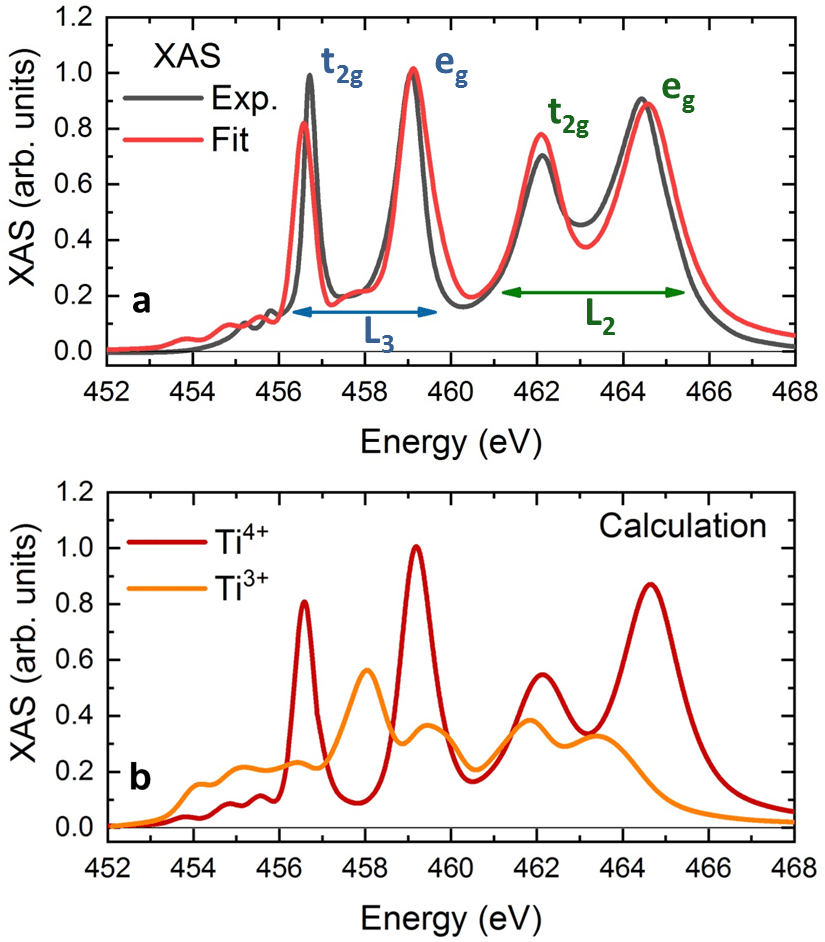 1.2
XAS
t2g
eg
1.0
Exp.
Fit
t2g
eg
0.8
0.6
0.4
0.2
0.0
XAS (arb. units)
a
L3
L2
452 454 456 458 460 462 464 466 468
Energy (eV)
1.2
Ti4+
Calculation
1.0
Ti3+
0.8
0.6
0.4
0.2
0.0
XAS (arb. units)
b
452 454 456 458 460 462 464 466 468
Energy (eV)